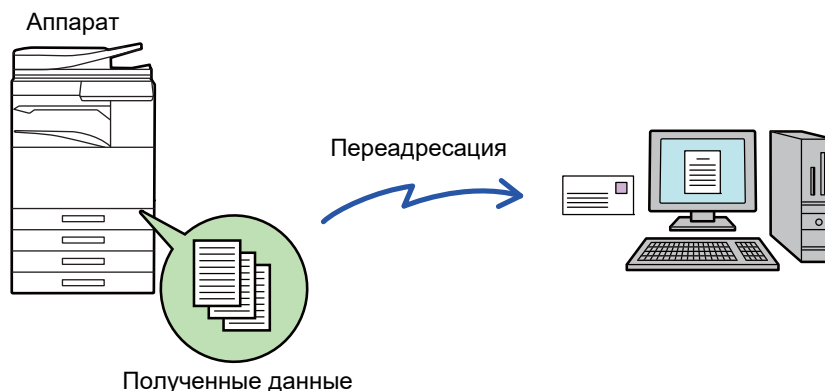 Аппарат
Переадресация
Полученные данные